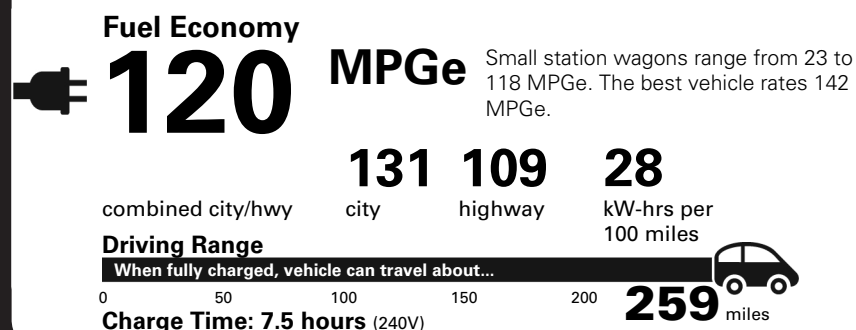 Fuel Economy
120 MPGe
Small station wagons range from 23 to
118 MPGe. The best vehicle rates 142
MPGe.
131 109 28
combined city/hwy city highway kW-hrs per
100 miles
Driving Range
When fully charged, vehicle can travel about...
0 50 100 150 200 259 miles
Charge Time: 7.5 hours (240V)